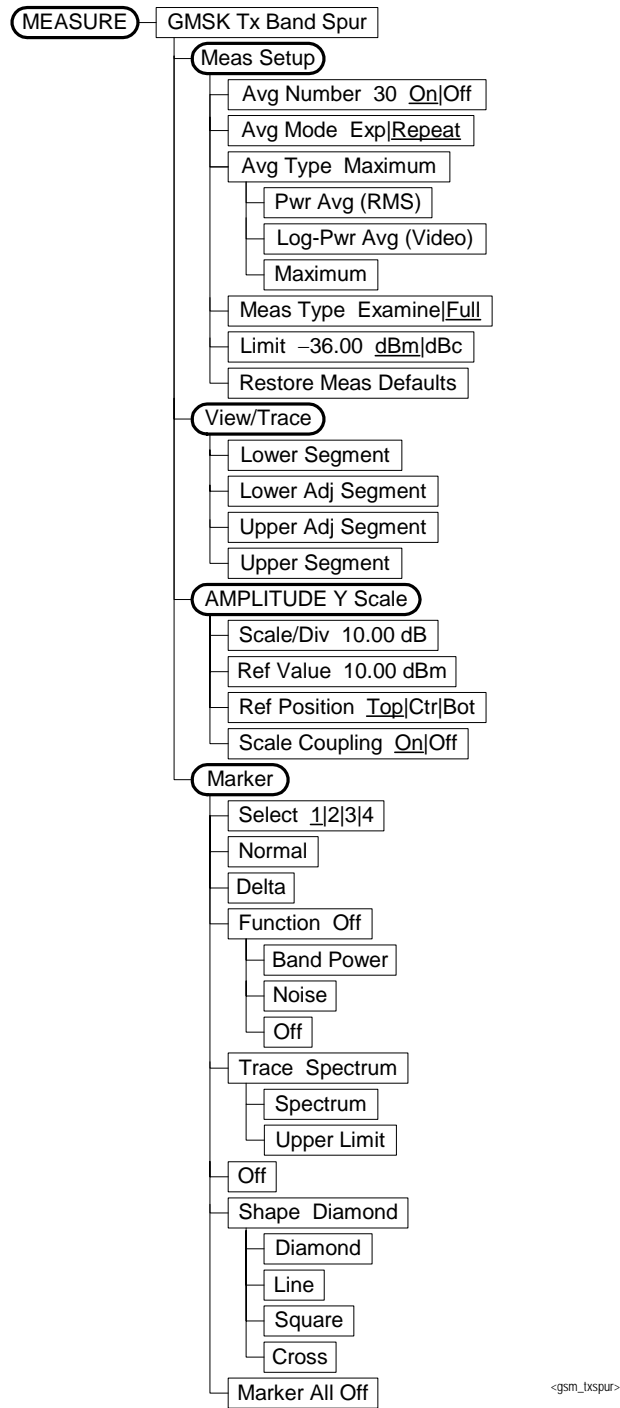 MEASURE GMSK Tx Band Spur
Meas Setup
Avg Number 30 On|Off
Avg Mode Exp|Repeat
Avg Type Maximum
Pwr Avg (RMS)
Log-Pwr Avg (Video)
Maximum
Meas Type Examine|Full
Limit −36.00 dBm|dBc
Restore Meas Defaults
View/Trace
Lower Segment
Lower Adj Segment
Upper Adj Segment
Upper Segment
AMPLITUDE Y Scale
Scale/Div 10.00 dB
Ref Value 10.00 dBm
Ref Position Top|Ctr|Bot
Scale Coupling On|Off
Marker
Select 1|2|3|4
Normal
Delta
Function Off
Band Power
Noise
Off
Trace Spectrum
Spectrum
Upper Limit
Off
Shape Diamond
Diamond
Line
Square
Cross
Marker All Off
<gsm_txspur>